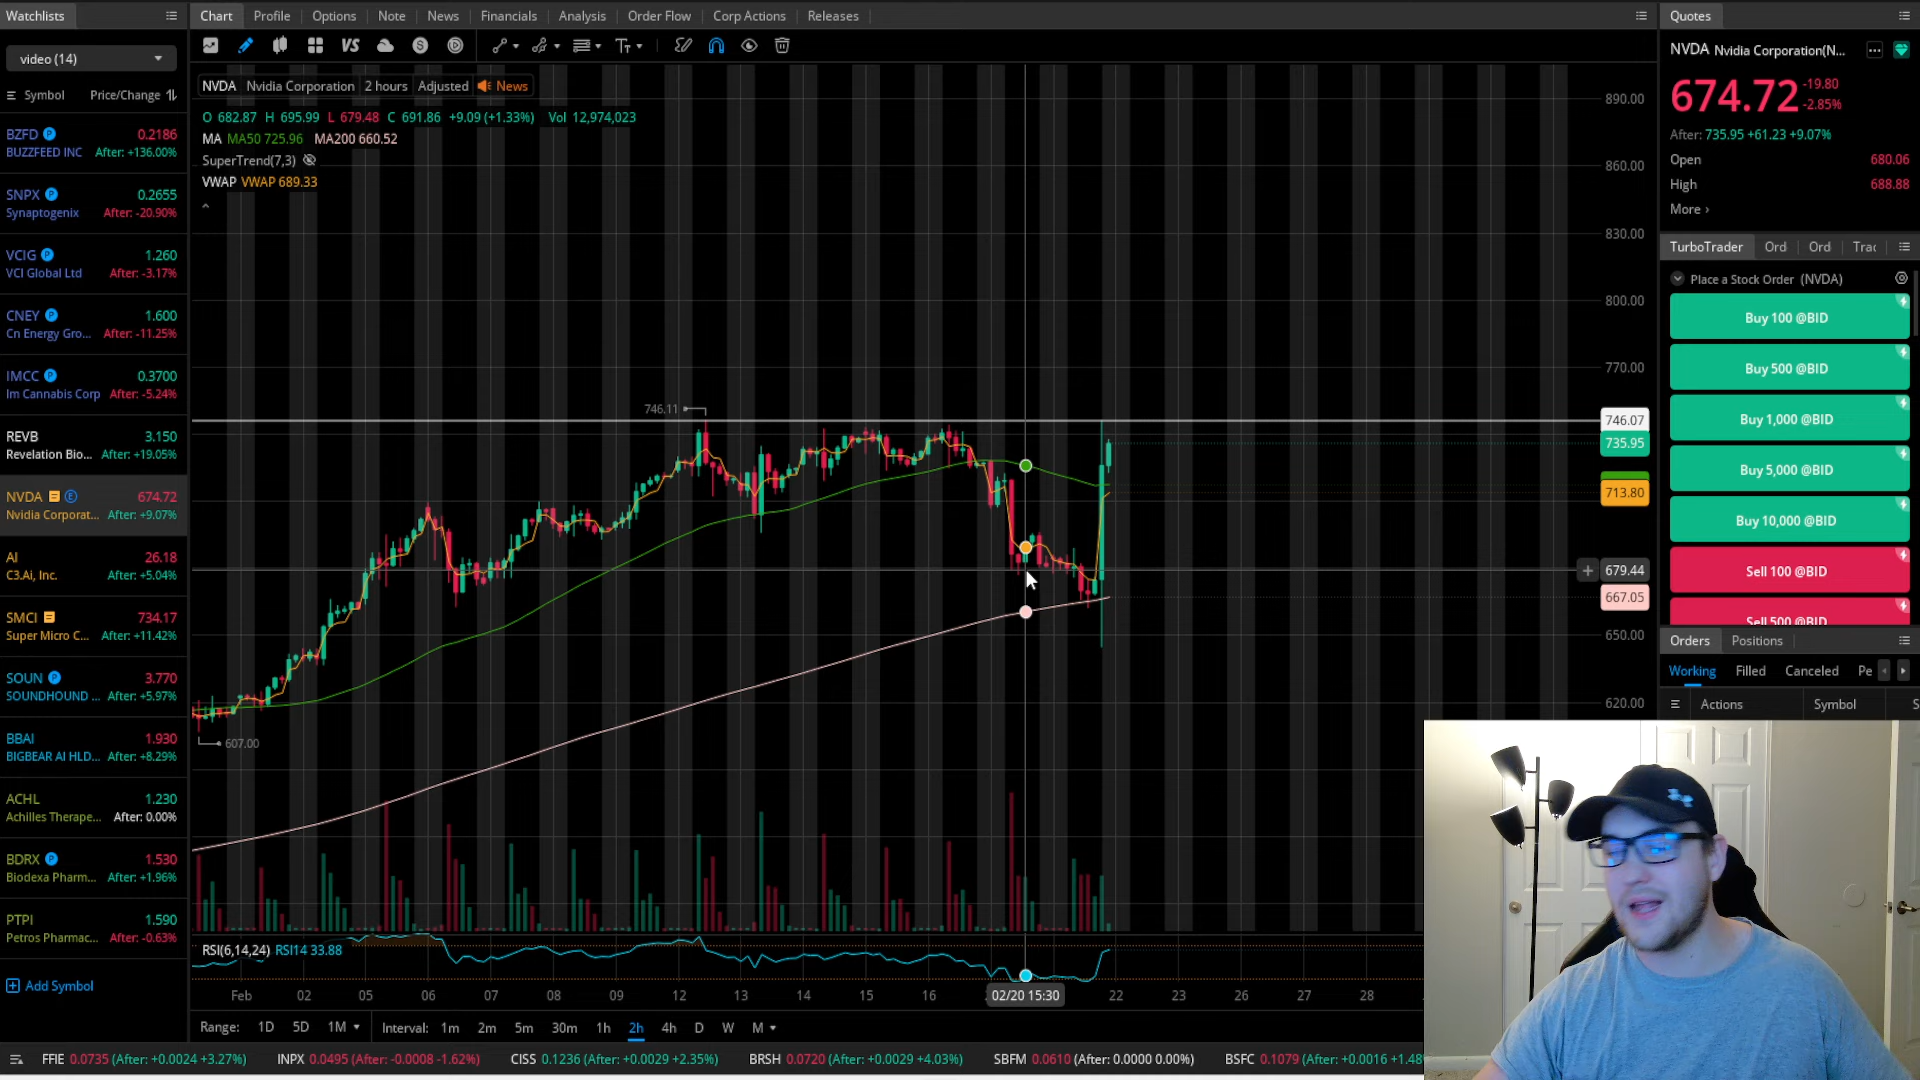 Watchlists
video (14)
Symbol Price/Change
BZFD P 0.2186
BUZZFEED INC After: +136.00%
SNPX P 0.2655
Synaptogenix After: -20.90%
VCIG P 1.260
VCI Global Ltd After: -3.17%
CNEY P 1.600
Cn Energy Gro... After: -11.25%
IMCC P 0.3700
Im Cannabis Corp After: -5.24%
REVB 3.150
Revelation Bio... After: +19.05%
NVDA E 674.72
Nvidia Corporat... After: +9.07%
AI 26.18
C3.Ai, Inc. After: +5.04%
SMCI 734.17
Super Micro C... After: +11.42%
SOUN P 3.770
SOUNDHOUND ... After: +5.97%
BBAI 1.930
BIGBEAR AI HLD... After: +8.29%
ACHL 1.230
Achilles Therape... After: 0.00%
BDRX P 1.530
Biodexa Pharm... After: +1.96%
PTPI 1.590
Petros Pharmac... After: -0.63%
Add Symbol
Chart Profile Options Note News Financials Analysis Order Flow Corp Actions Releases
VS S T
NVDA Nvidia Corporation 2 hours Adjusted News
O 682.87 H 695.99 L 679.48 C 691.86 +9.09 (+1.33%) Vol 12,974,023
MA MA50 725.96 MA200 660.52
SuperTrend(7,3)
VWAP VWAP 689.33
746.11
607.00
890.00
860.00
830.00
800.00
770.00
746.07
735.95
713.80
679.44
667.05
650.00
620.00
RSI(6,14,24) RSI14 33.88
Feb 02 05 06 07 08 09 12 13 14 15 16 02/20 15:30 22 23 26 27 28
Range: 1D 5D 1M Interval: 1m 2m 5m 30m 1h 2h 4h D W M
Quotes
NVDA Nvidia Corporation(N...
674.72 -19.80
-2.85%
After: 735.95 +61.23 +9.07%
Open 680.06
High 688.88
More
TurboTrader Ord Ord Trac
Place a Stock Order (NVDA)
Buy 100 @BID
Buy 500 @BID
Buy 1,000 @BID
Buy 5,000 @BID
Buy 10,000 @BID
Sell 100 @BID
Sell 500 @BID
Orders Positions
Working Filled Canceled Pe
Actions Symbol S
FFIE 0.0735 (After: +0.0024 +3.27%) INPX 0.0495 (After: -0.0008 -1.62%) CISS 0.1236 (After: +0.0029 +2.35%) BRSH 0.0720 (After: +0.0029 +4.03%) SBFM 0.0610 (After: 0.0000 0.00%) BSFC 0.1079 (After: +0.0016 +1.48